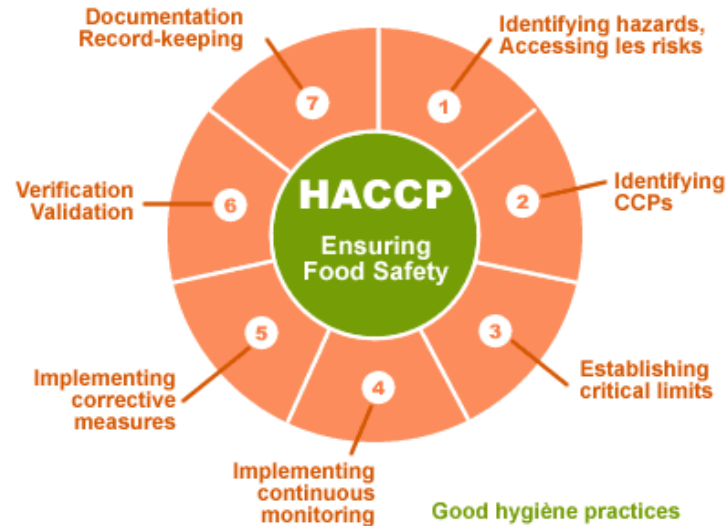 Documentation
Record-keeping
7
Identifying hazards,
Accessing les risks
1
Identifying
CCPs
2
Establishing
critical limits
3
Implementing
continuous
monitoring
4
Implementing
corrective
measures
5
Verification
Validation
6
HACCP
Ensuring
Food Safety
Good hygiène practices